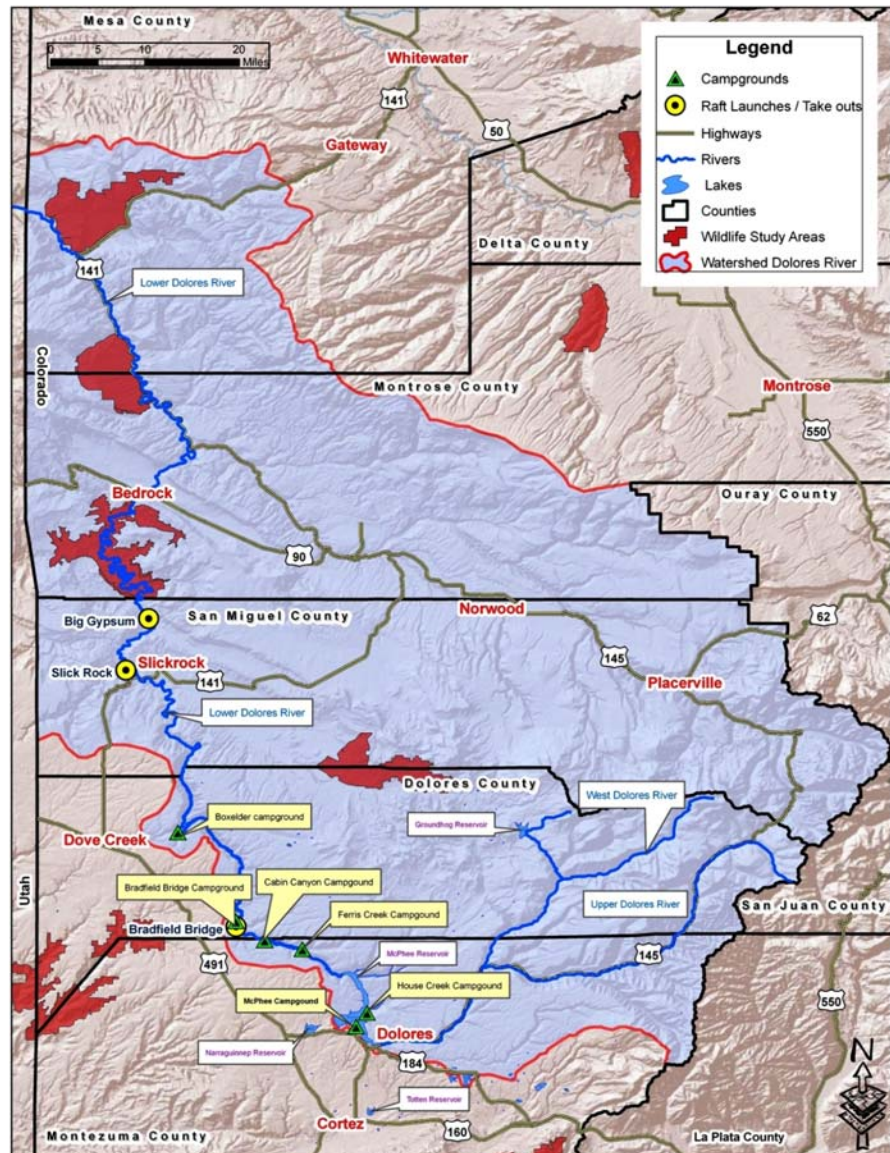 Mesa County
0 5 10 20
Miles
Whitewater
141
50
Gateway
Legend
Campgrounds
Raft Launches / Take outs
Highways
Rivers
Lakes
Counties
Wildlife Study Areas
Watershed Dolores River
Delta County
141
Lower Dolores River
Colorado
Montrose County
Montrose
550
Bedrock
Ouray County
90
Big Gypsum
San Miguel County
Norwood
62
Slick Rock
Slickrock
141
145
Placerville
Lower Dolores River
Dolores County
West Dolores River
Boxelder campground
Groundhog Reservoir
Dove Creek
Utah
Bradfield Bridge Campground
Cabin Canyon Campgound
Upper Dolores River
San Juan County
Ferris Creek Campground
Bradfield Bridge
491
McPhee Reservoir
145
House Creek Campground
McPhee Campground
550
Dolores
Narraguinnep Reservoir
184
N
Totten Reservoir
Cortez
160
Montezuma County
La Plata County